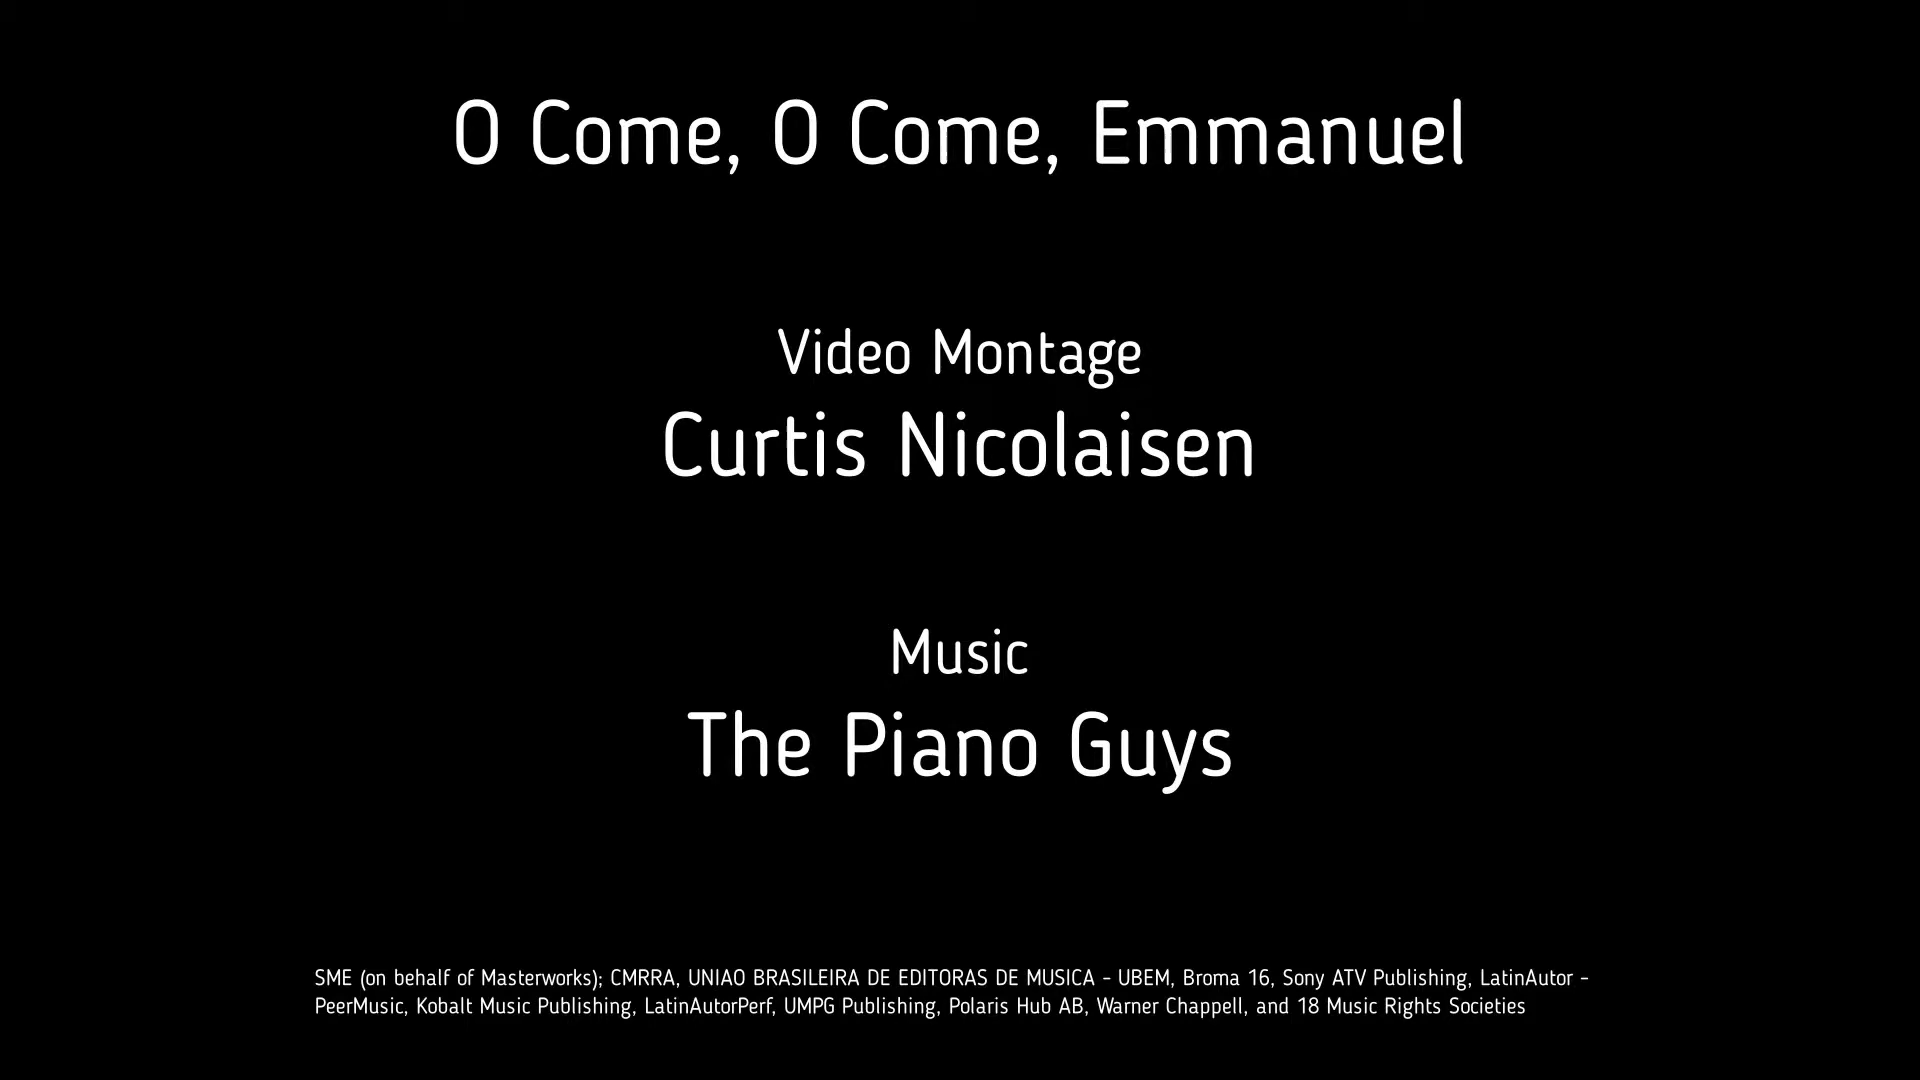 O Come, O Come, Emmanuel
Video Montage
Curtis Nicolaisen
Music
The Piano Guys
SME (on behalf of Masterworks); CMRRA, UNIAO BRASILEIRA DE EDITORAS DE MUSICA - UBEM, Broma 16, Sony ATV Publishing, LatinAutor -
PeerMusic, Kobalt Music Publishing, LatinAutorPerf, UMPG Publishing, Polaris Hub AB, Warner Chappell, and 18 Music Rights Societies